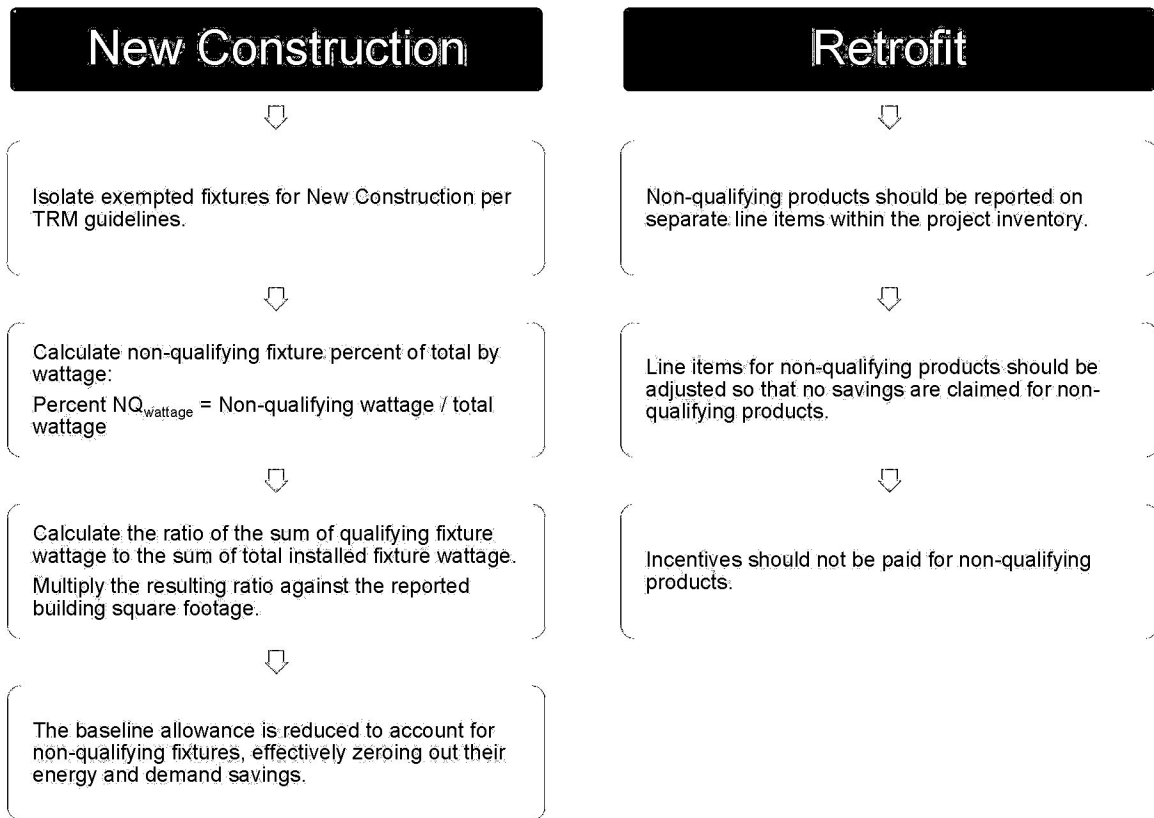 New Construction
Isolate exempted fixtures for New Construction per
TRM guidelines.
Calculate non-qualifying fixture percent of total by
wattage:
Percent NQwattage = Non-qualifying wattage / total
wattage
Calculate the ratio of the sum of qualifying fixture
wattage to the sum of total installed fixture wattage.
Multiply the resulting ratio against the reported
building square footage.
The baseline allowance is reduced to account for
non-qualifying fixtures, effectively zeroing out their
energy and demand savings.
Retrofit
Non-qualifying products should be reported on
separate line items within the project inventory.
Line items for non-qualifying products should be
adjusted so that no savings are claimed for non-
qualifying products.
Incentives should not be paid for non-qualifying
products.